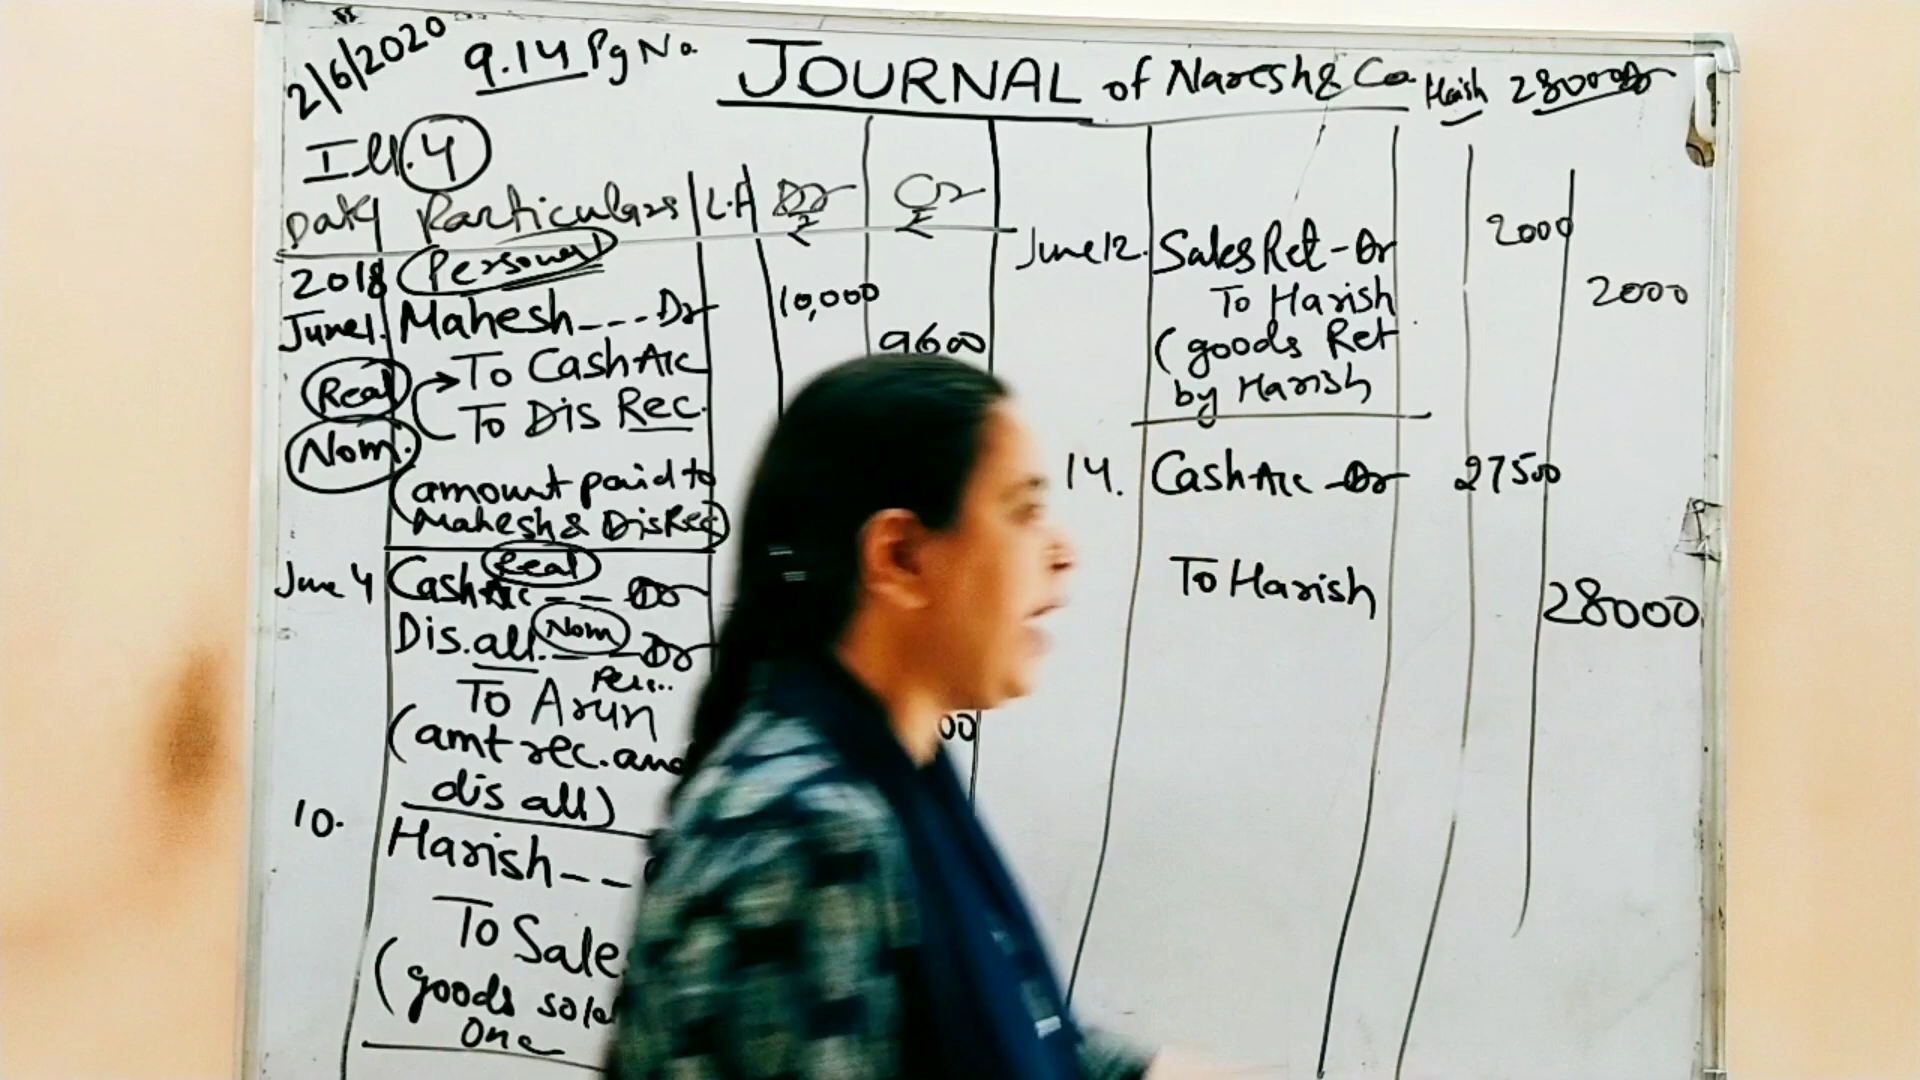 2/6/2020
9.14 Pg No.
JOURNAL of Naresh & Co.
Harish 28000 Dr
Ill. 4
Date Particulars L.F Dr ₹ Cr ₹
2018 Personal
June 1. Mahesh --- Dr 10,000
Real To Cash A/c 9600
Nom. To Dis Rec.
(amount paid to
Mahesh & Dis Rec)
Real
June 4 Cash A/c --- Dr
Dis. all. Nom -- Dr
To Arun Per... 00
(amt rec. and
dis all)
10. Harish --
To Sale
(goods sold
One
June 12. Sales Ret - Dr 2000
To Harish 2000
(goods Ret
by Harish
14. Cash A/c - Dr 27500
To Harish 28000